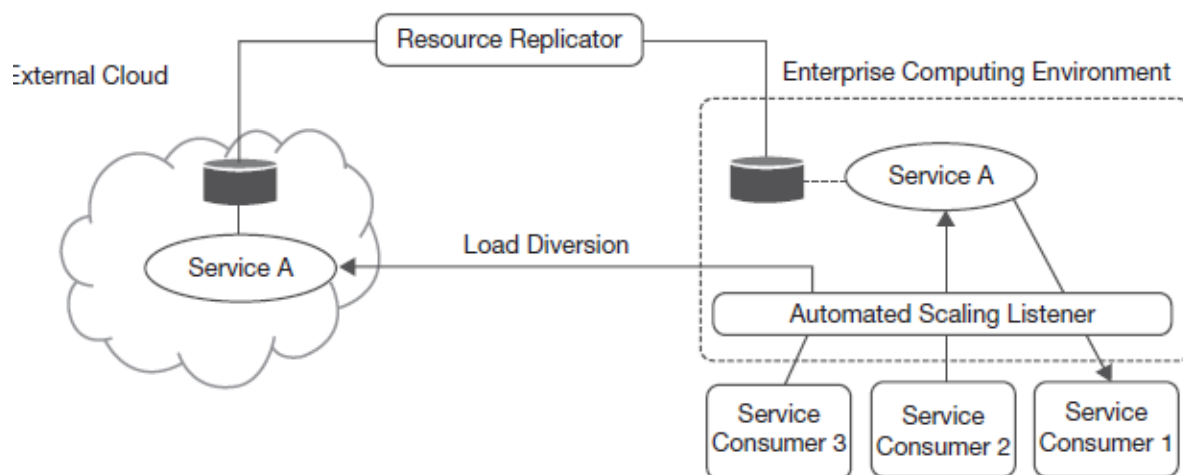 Resource Replicator
External Cloud
Enterprise Computing Environment
Service A
Load Diversion
Service A
Automated Scaling Listener
Service
Consumer 3
Service
Consumer 2
Service
Consumer 1